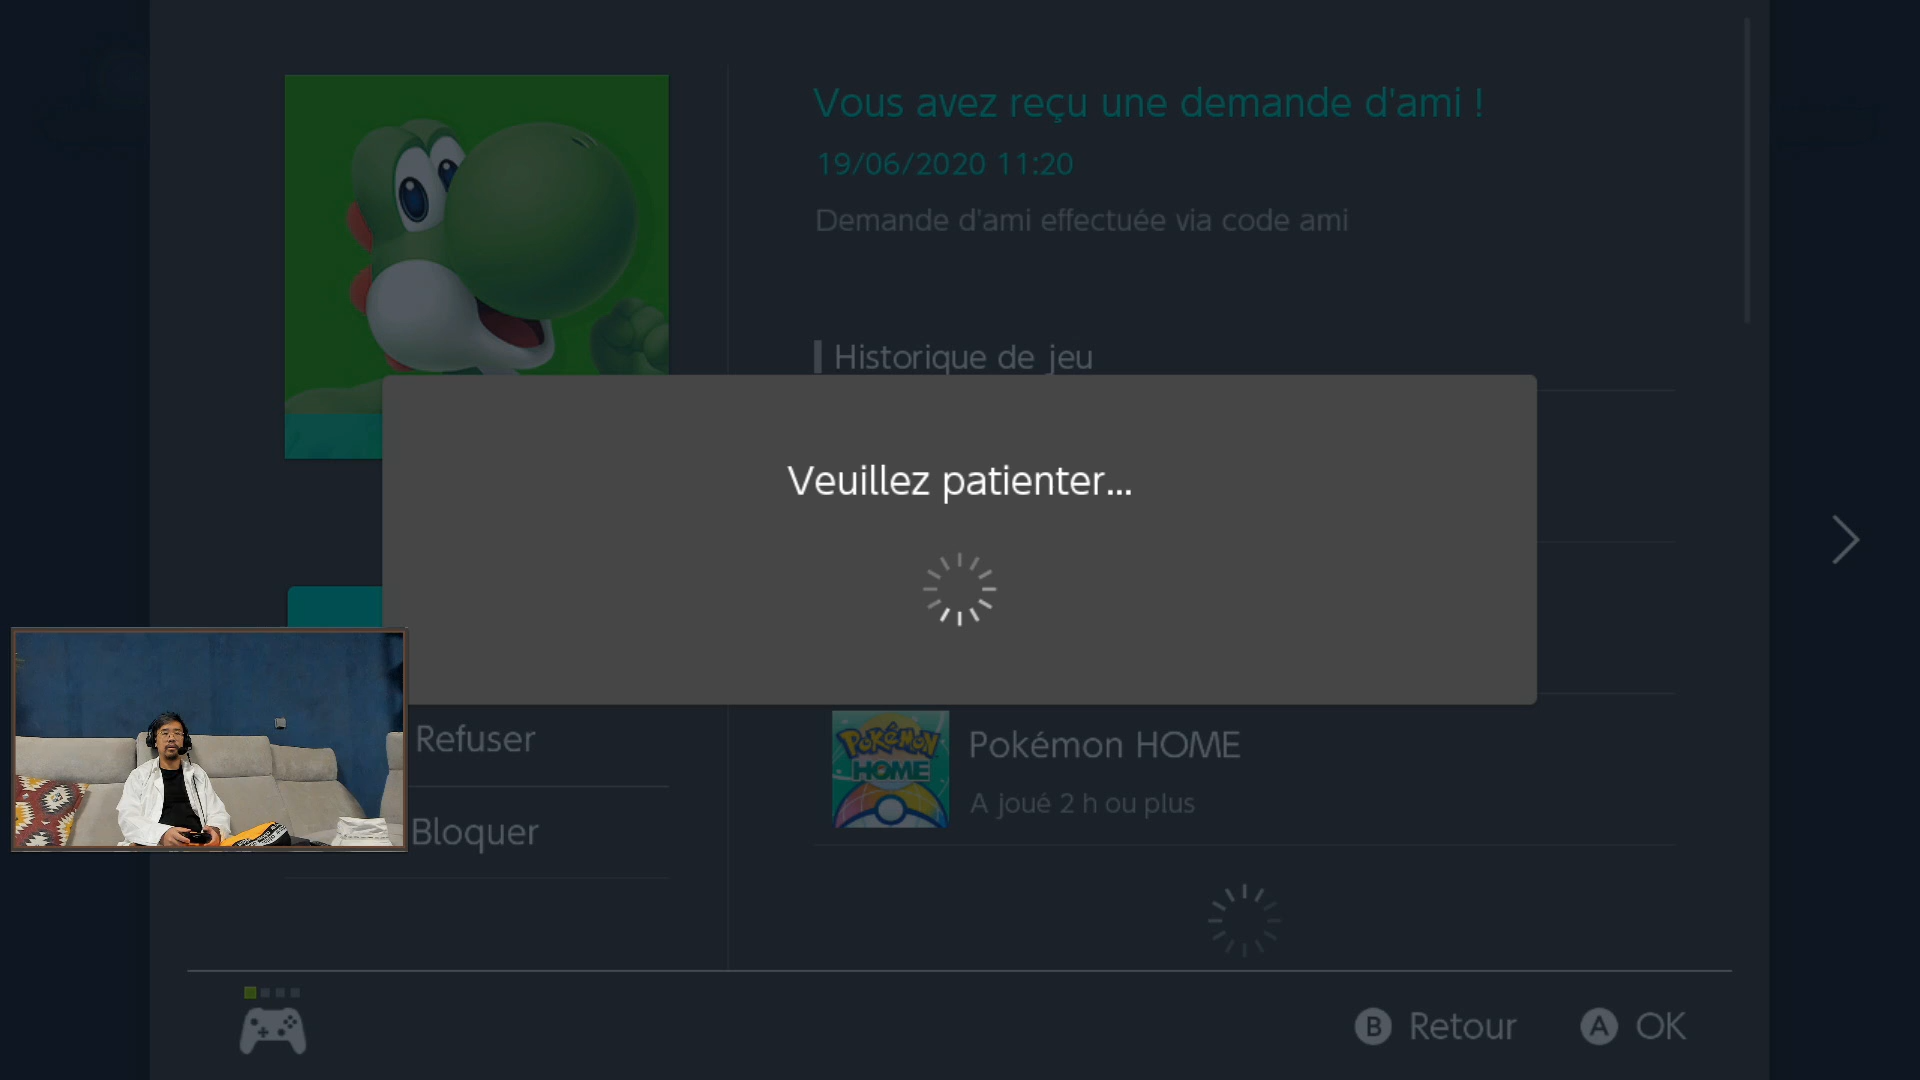 Vous avez reçu une demande d'ami !
19/06/2020 11:20
Demande d'ami effectuée via code ami
Historique de jeu
Veuillez patienter...
Refuser
Bloquer
POKÉMON
HOME
Pokémon HOME
A joué 2 h ou plus
B Retour
A OK